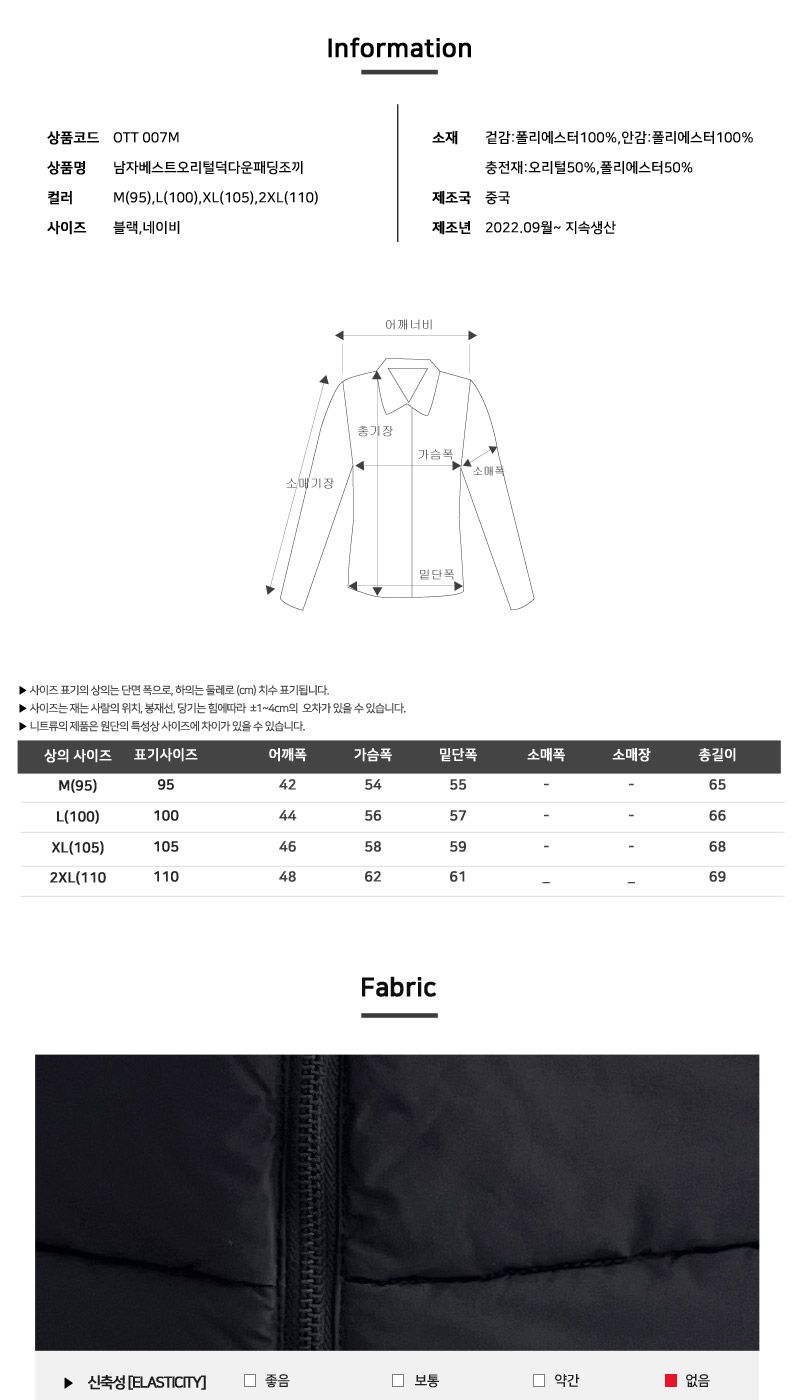 Information
상품코드 OTT 007M
상품명 남자베스트오리털덕다운패딩조끼
컬러 M(95),L(100),XL(105),2XL(110)
사이즈 블랙,네이비
소재 겉감:폴리에스터100%,안감:폴리에스터100%
충전재:오리털50%,폴리에스터50%
제조국 중국
제조년 2022.09월~ 지속생산
어깨너비
총기장
가슴폭
소매폭
소매기장
밑단폭
▶ 사이즈 표기의 상의는 단면 폭으로, 하의는 둘레로 (cm) 치수 표기됩니다.
▶ 사이즈는 재는 사람의 위치, 봉재선, 당기는 힘에따라 ±1~4cm의 오차가 있을 수 있습니다.
▶ 니트류의 제품은 원단의 특성상 사이즈에 차이가 있을 수 있습니다.
상의 사이즈 표기사이즈 어깨폭 가슴폭 밑단폭 소매폭 소매장 총길이
M(95) 95 42 54 55 - - 65
L(100) 100 44 56 57 - - 66
XL(105) 105 46 58 59 - - 68
2XL(110 110 48 62 61 _ _ 69
Fabric
▶ 신축성 [ELASTICITY] □ 좋음 □ 보통 □ 약간 ■ 없음